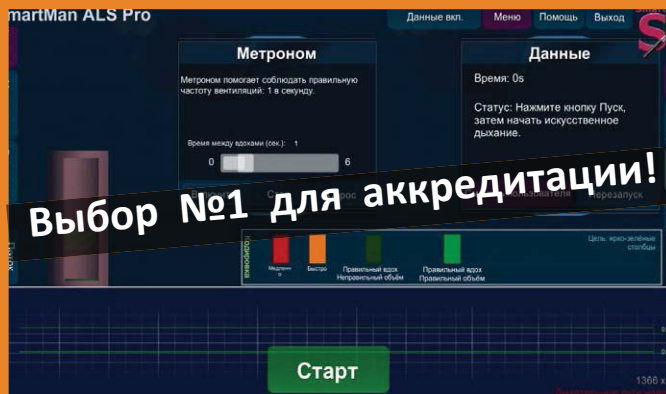 martMan ALS Pro
Данные вкл. Меню Помощь Выход
S
Метроном
Метроном помогает соблюдать правильную
частоту вентиляций: 1 в секунду.
Время между вдохами (сек.): 1
0 6
Данные
Время: 0s
Статус: Нажмите кнопку Пуск,
затем начать искусственное
дыхание.
Перезапуск
Выбор №1 для аккредитации!
Кодировка
Медленно
Быстро
Правильный вдох
Неправильный объём
Правильный вдох
Правильный объём
Цель: ярко-зелёные
столбцы
Старт
1366 x